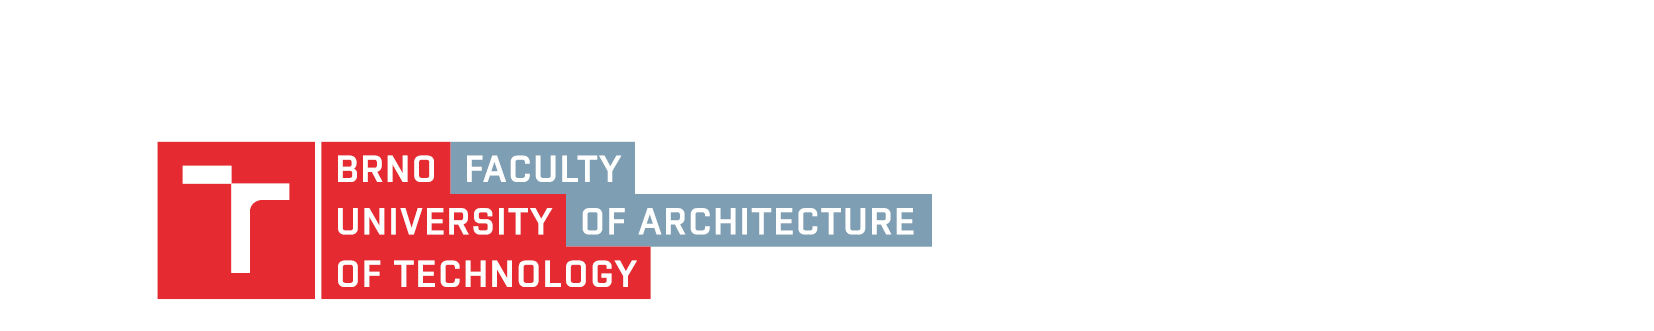 BRNO FACULTY
UNIVERSITY OF ARCHITECTURE
OF TECHNOLOGY